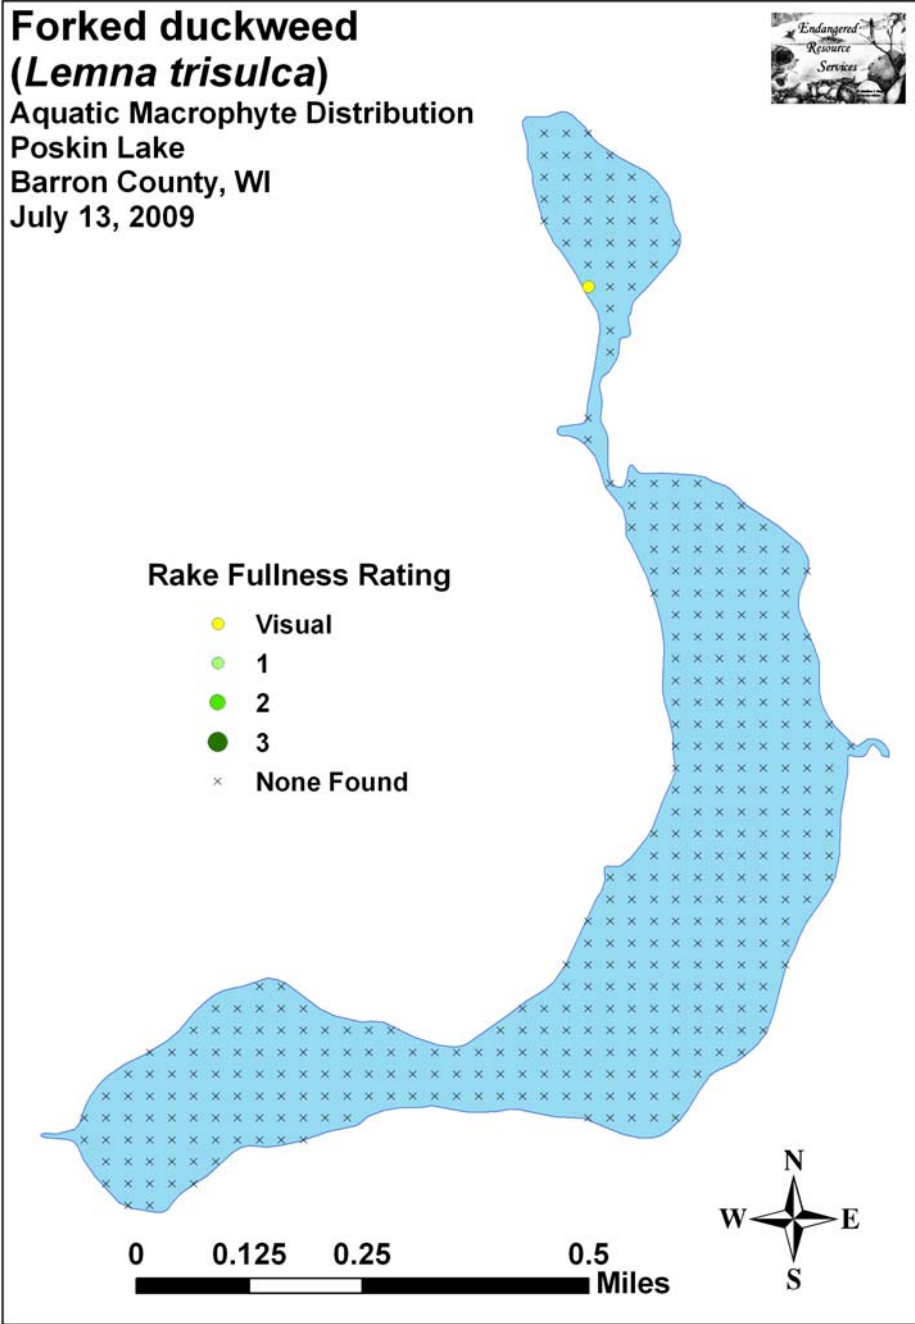 Forked duckweed
(Lemna trisulca)
Aquatic Macrophyte Distribution
Poskin Lake
Barron County, WI
July 13, 2009
Endangered
Resource
Services
Rake Fullness Rating
Visual
1
2
3
None Found
N
W E
S
0 0.125 0.25 0.5
Miles